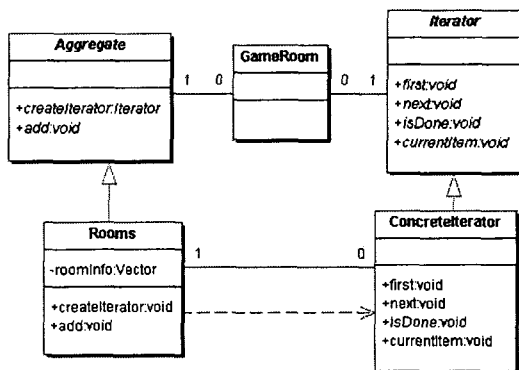 Aggregate
+createIterator:Iterator
+add:void
1 0
GameRoom
0 1
Iterator
+first:void
+next:void
+isDone:void
+currentItem:void
Rooms
-roomInfo:Vector
+createIterator:void
+add:void
1 0
ConcreteIterator
+first:void
+next:void
+isDone:void
+currentItem:void